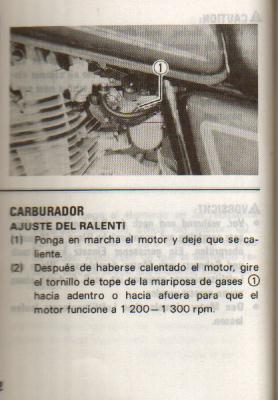 1
CARBURADOR
AJUSTE DEL RALENTI
(1) Ponga en marcha el motor y deje que se ca-
liente.
(2) Después de haberse calentado el motor, gire
el tornillo de tope de la mariposa de gases ①
hacia adentro o hacia afuera para que el
motor funcione a 1 200—1 300 rpm.